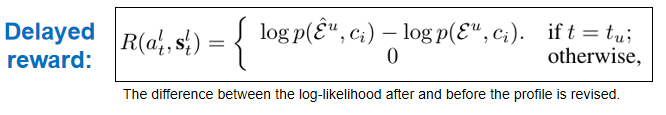 Delayed reward:
R(a_t^l, s_t^l) = { log p(Ê^u, c_i) − log p(E^u, c_i). if t = t_u;
0 otherwise,
The difference between the log-likelihood after and before the profile is revised.